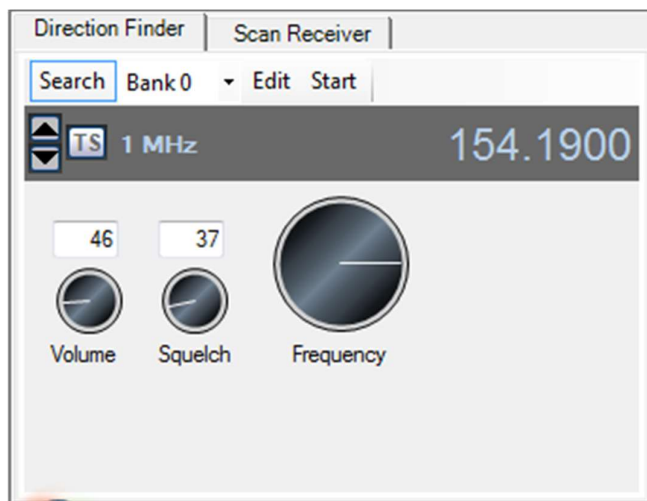 Direction Finder Scan Receiver
Search Bank 0 Edit Start
TS 1 MHz 154.1900
46 37
Volume Squelch Frequency